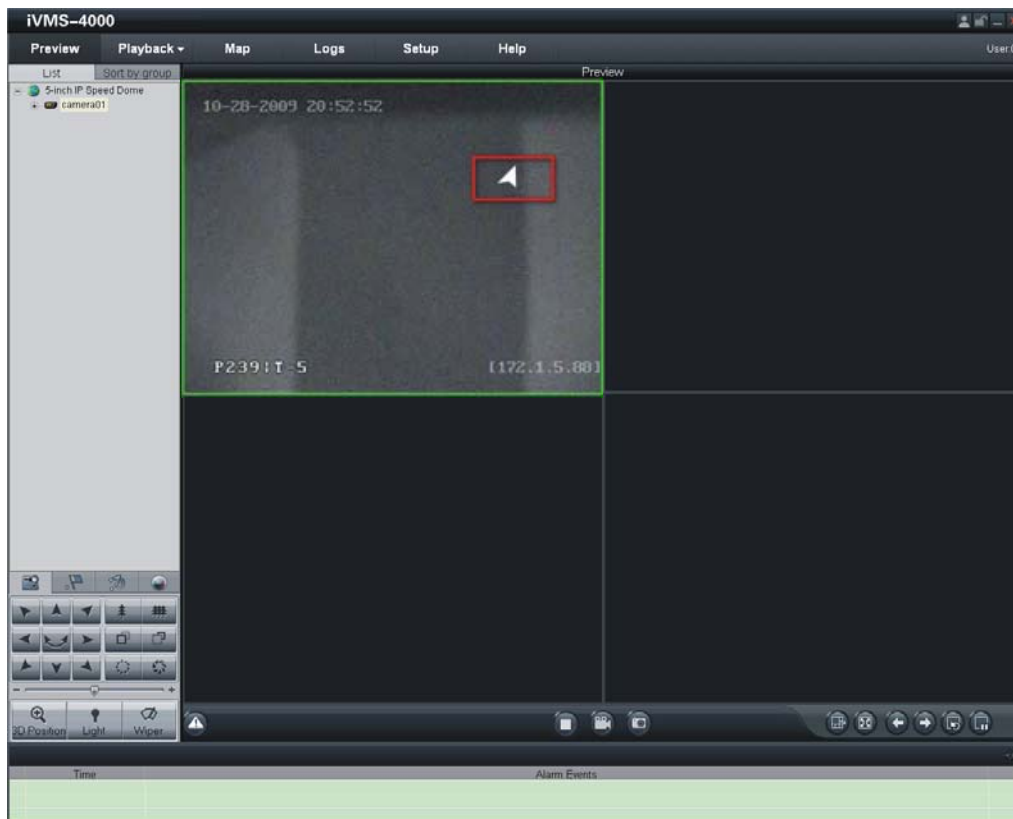 iVMS-4000
Preview Playback Map Logs Setup Help
List Sort by group
Preview
5-inch IP Speed Dome
camera01
10-28-2009 20:52:52
P239|T-5
[172.1.5.80]
3D Position Light Wiper
Time Alarm Events